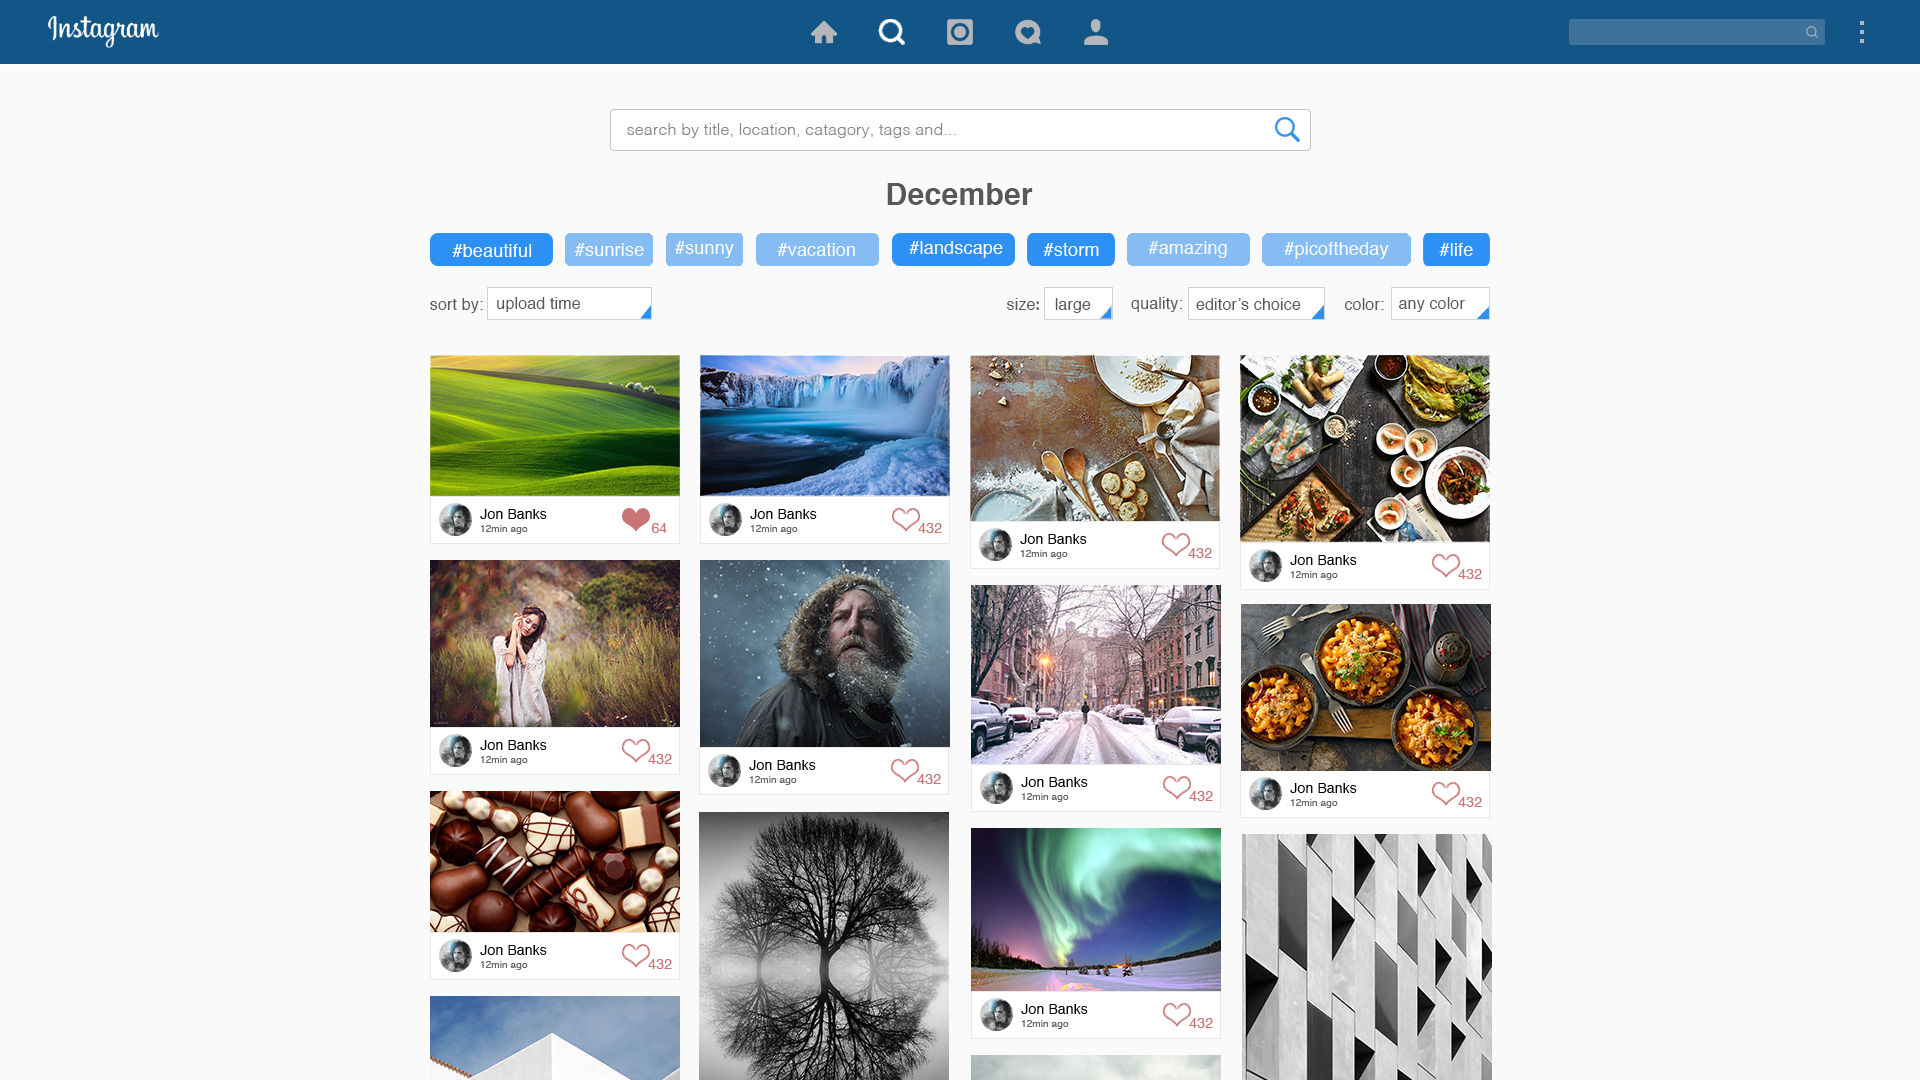 Instagram
search by title, location, catagory, tags and...
December
#beautiful #sunrise #sunny #vacation #landscape #storm #amazing #picoftheday #life
sort by: upload time size: large quality: editor's choice color: any color
Jon Banks
12min ago
64
Jon Banks
12min ago
432
Jon Banks
12min ago
432
Jon Banks
12min ago
432
Jon Banks
12min ago
432
Jon Banks
12min ago
432
Jon Banks
12min ago
432
Jon Banks
12min ago
432
Jon Banks
12min ago
432
Jon Banks
12min ago
432